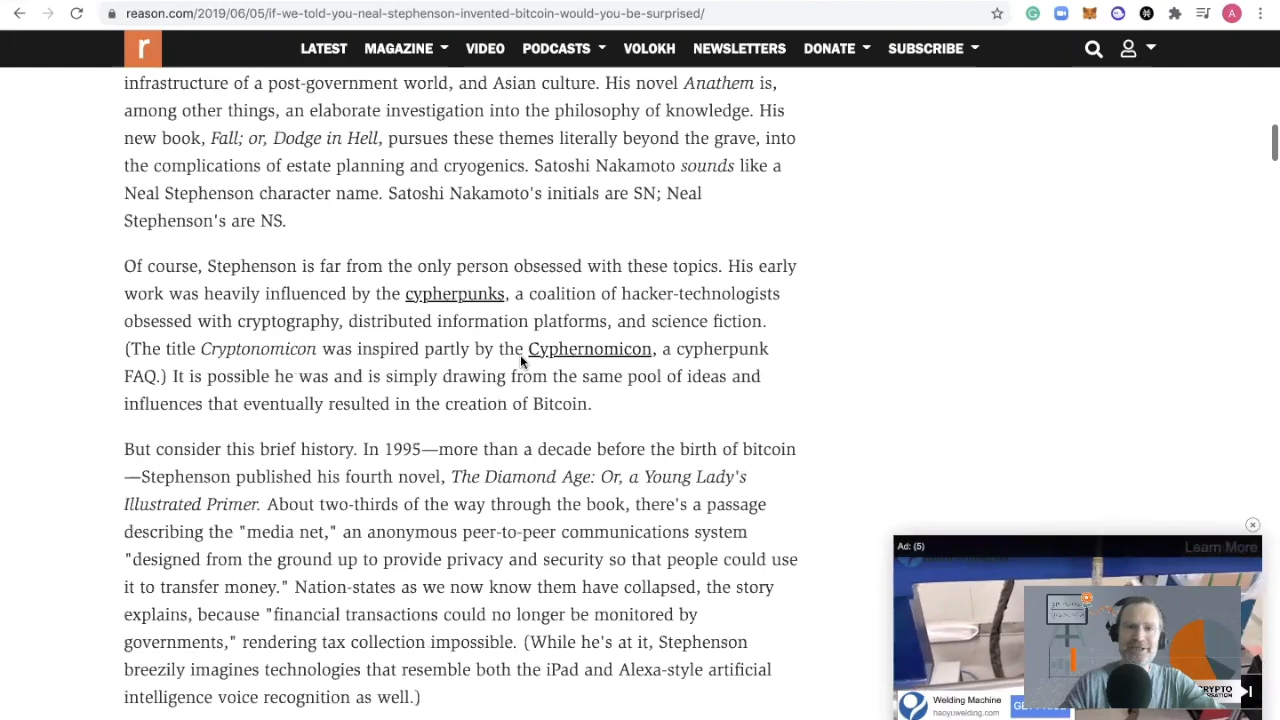 reason.com/2019/06/05/if-we-told-you-neal-stephenson-invented-bitcoin-would-you-be-surprised/
A
r
LATEST MAGAZINE VIDEO PODCASTS VOLOKH NEWSLETTERS DONATE SUBSCRIBE
infrastructure of a post-government world, and Asian culture. His novel Anathem is,
among other things, an elaborate investigation into the philosophy of knowledge. His
new book, Fall; or, Dodge in Hell, pursues these themes literally beyond the grave, into
the complications of estate planning and cryogenics. Satoshi Nakamoto sounds like a
Neal Stephenson character name. Satoshi Nakamoto's initials are SN; Neal
Stephenson's are NS.
Of course, Stephenson is far from the only person obsessed with these topics. His early
work was heavily influenced by the cypherpunks, a coalition of hacker-technologists
obsessed with cryptography, distributed information platforms, and science fiction.
(The title Cryptonomicon was inspired partly by the Cyphernomicon, a cypherpunk
FAQ.) It is possible he was and is simply drawing from the same pool of ideas and
influences that eventually resulted in the creation of Bitcoin.
But consider this brief history. In 1995—more than a decade before the birth of bitcoin
—Stephenson published his fourth novel, The Diamond Age: Or, a Young Lady's
Illustrated Primer. About two-thirds of the way through the book, there's a passage
describing the "media net," an anonymous peer-to-peer communications system
"designed from the ground up to provide privacy and security so that people could use
it to transfer money." Nation-states as we now know them have collapsed, the story
explains, because "financial transactions could no longer be monitored by
governments," rendering tax collection impossible. (While he's at it, Stephenson
breezily imagines technologies that resemble both the iPad and Alexa-style artificial
intelligence voice recognition as well.)
Ad: (5)
Learn More
Welding Machine
haoyuwelding.com